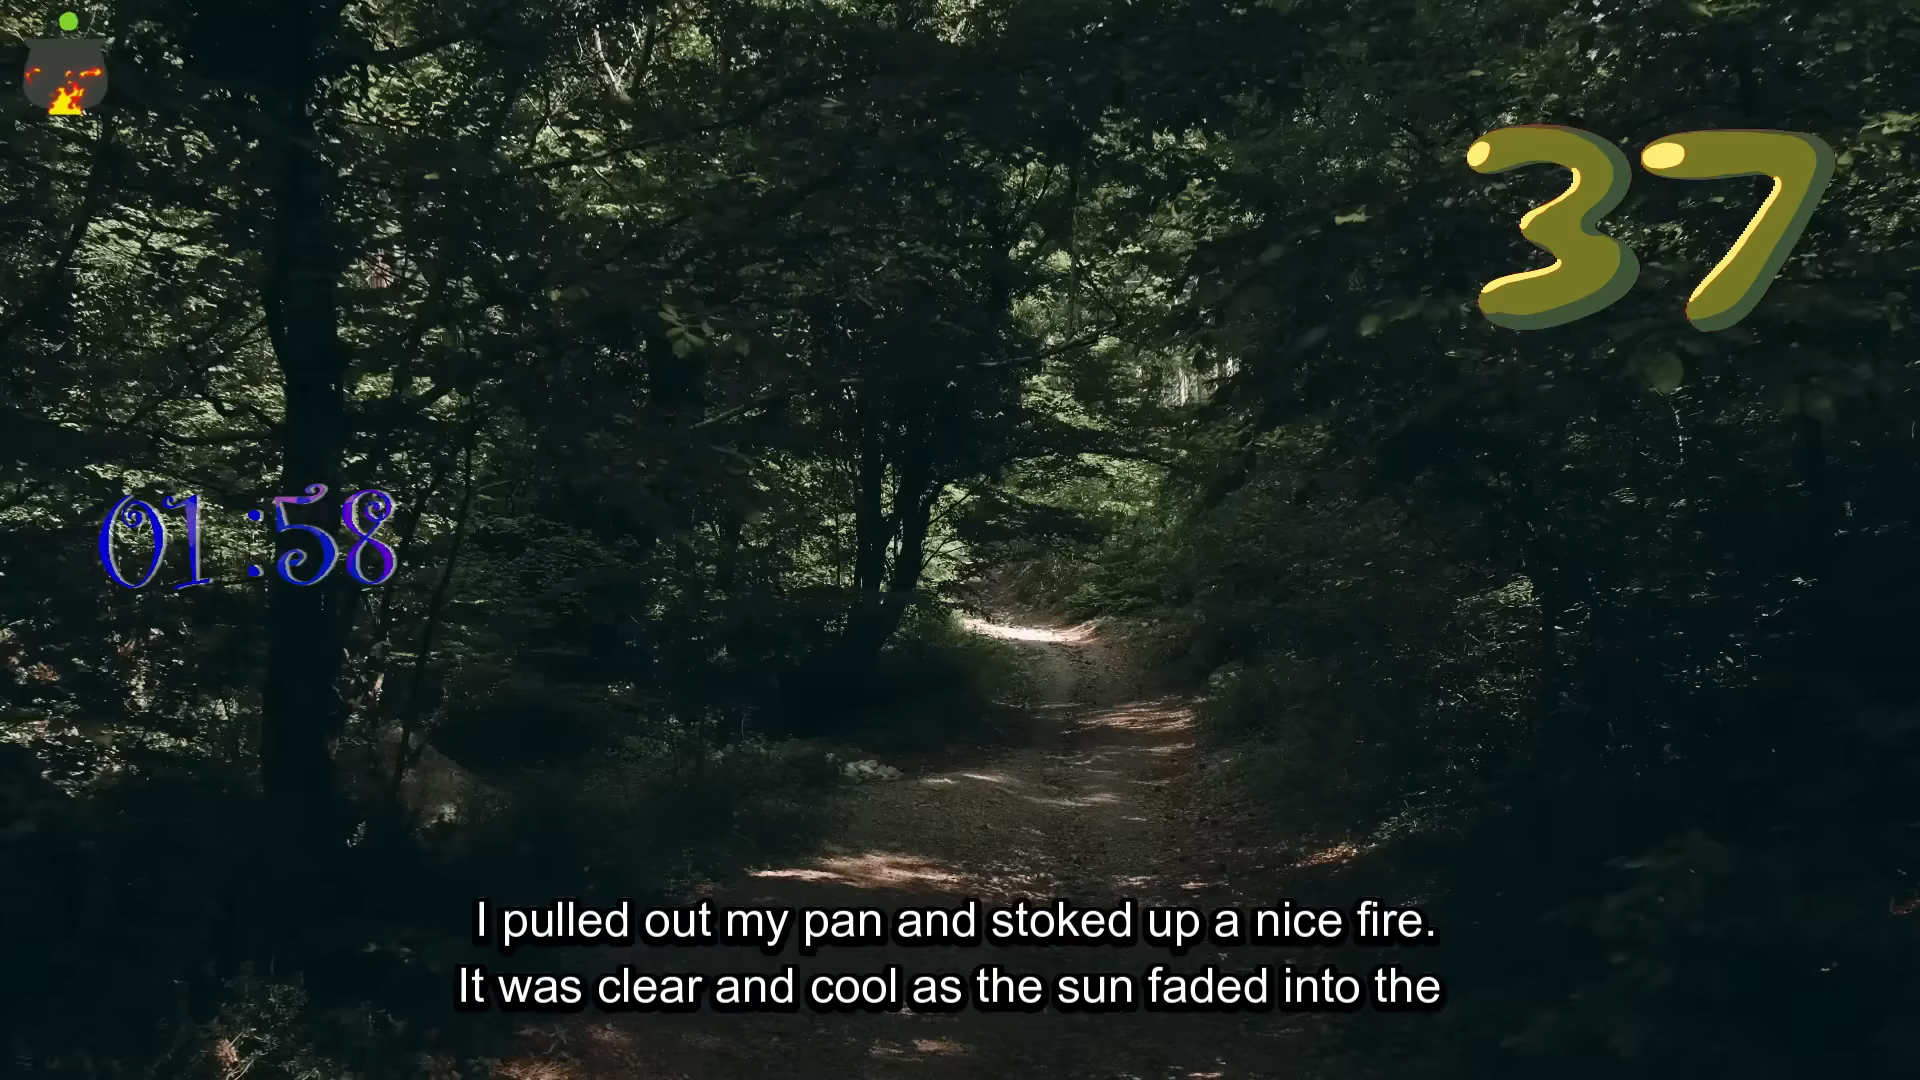 37
01:58
I pulled out my pan and stoked up a nice fire.
It was clear and cool as the sun faded into the